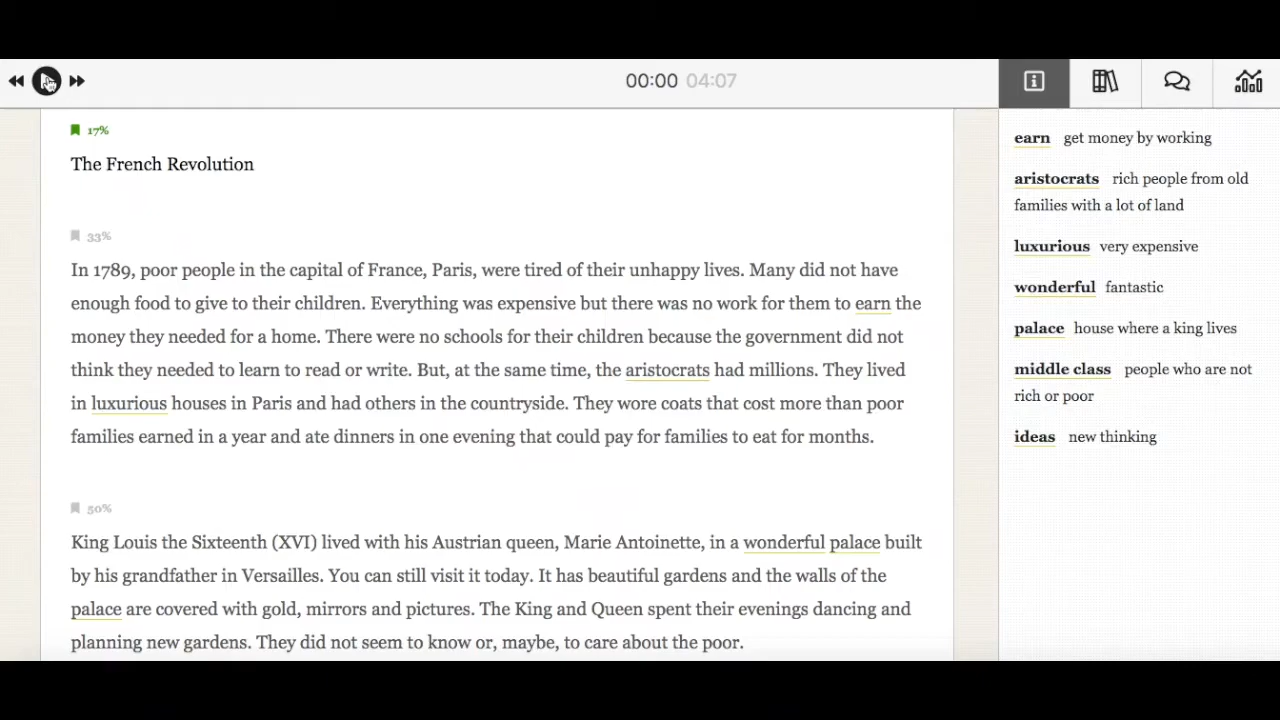 00:00 04:07
17%
The French Revolution
33%
In 1789, poor people in the capital of France, Paris, were tired of their unhappy lives. Many did not have
enough food to give to their children. Everything was expensive but there was no work for them to earn the
money they needed for a home. There were no schools for their children because the government did not
think they needed to learn to read or write. But, at the same time, the aristocrats had millions. They lived
in luxurious houses in Paris and had others in the countryside. They wore coats that cost more than poor
families earned in a year and ate dinners in one evening that could pay for families to eat for months.
50%
King Louis the Sixteenth (XVI) lived with his Austrian queen, Marie Antoinette, in a wonderful palace built
by his grandfather in Versailles. You can still visit it today. It has beautiful gardens and the walls of the
palace are covered with gold, mirrors and pictures. The King and Queen spent their evenings dancing and
planning new gardens. They did not seem to know or, maybe, to care about the poor.
earn get money by working
aristocrats rich people from old
families with a lot of land
luxurious very expensive
wonderful fantastic
palace house where a king lives
middle class people who are not
rich or poor
ideas new thinking